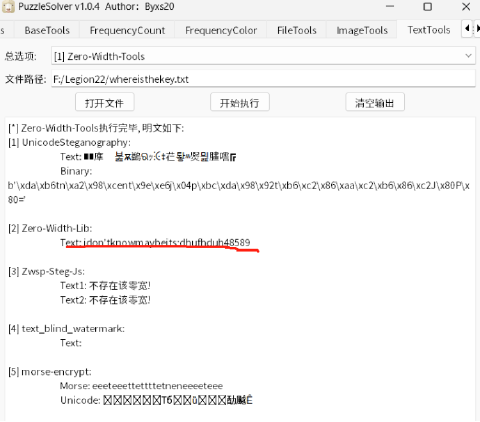 PuzzleSolver v1.0.4 Author: Byxs20
s BaseTools FrequencyCount FrequencyColor FileTools ImageTools TextTools
总选项: [1] Zero-Width-Tools
文件路径: F:/Legion22/whereisthekey.txt
打开文件 开始执行 清空输出
[*] Zero-Width-Tools执行完毕, 明文如下:
[1] UnicodeSteganography:
Text:
Binary:
b'\xda\xb6tn\xa2\x98\xcent\x9e\xe6j\x04p\xbc\xda\x98\x92t\xb6\xc2\x86\xaa\xc2\xb6\x86\xc2J\x80P\x80='
[2] Zero-Width-Lib:
Text: idon'tknowmaybeits:dhufhduh48589
[3] Zwsp-Steg-Js:
Text1: 不存在该零宽!
Text2: 不存在该零宽!
[4] text_blind_watermark:
Text:
[5] morse-encrypt:
Morse: eeeteeettettttetneneeeeteee
Unicode: